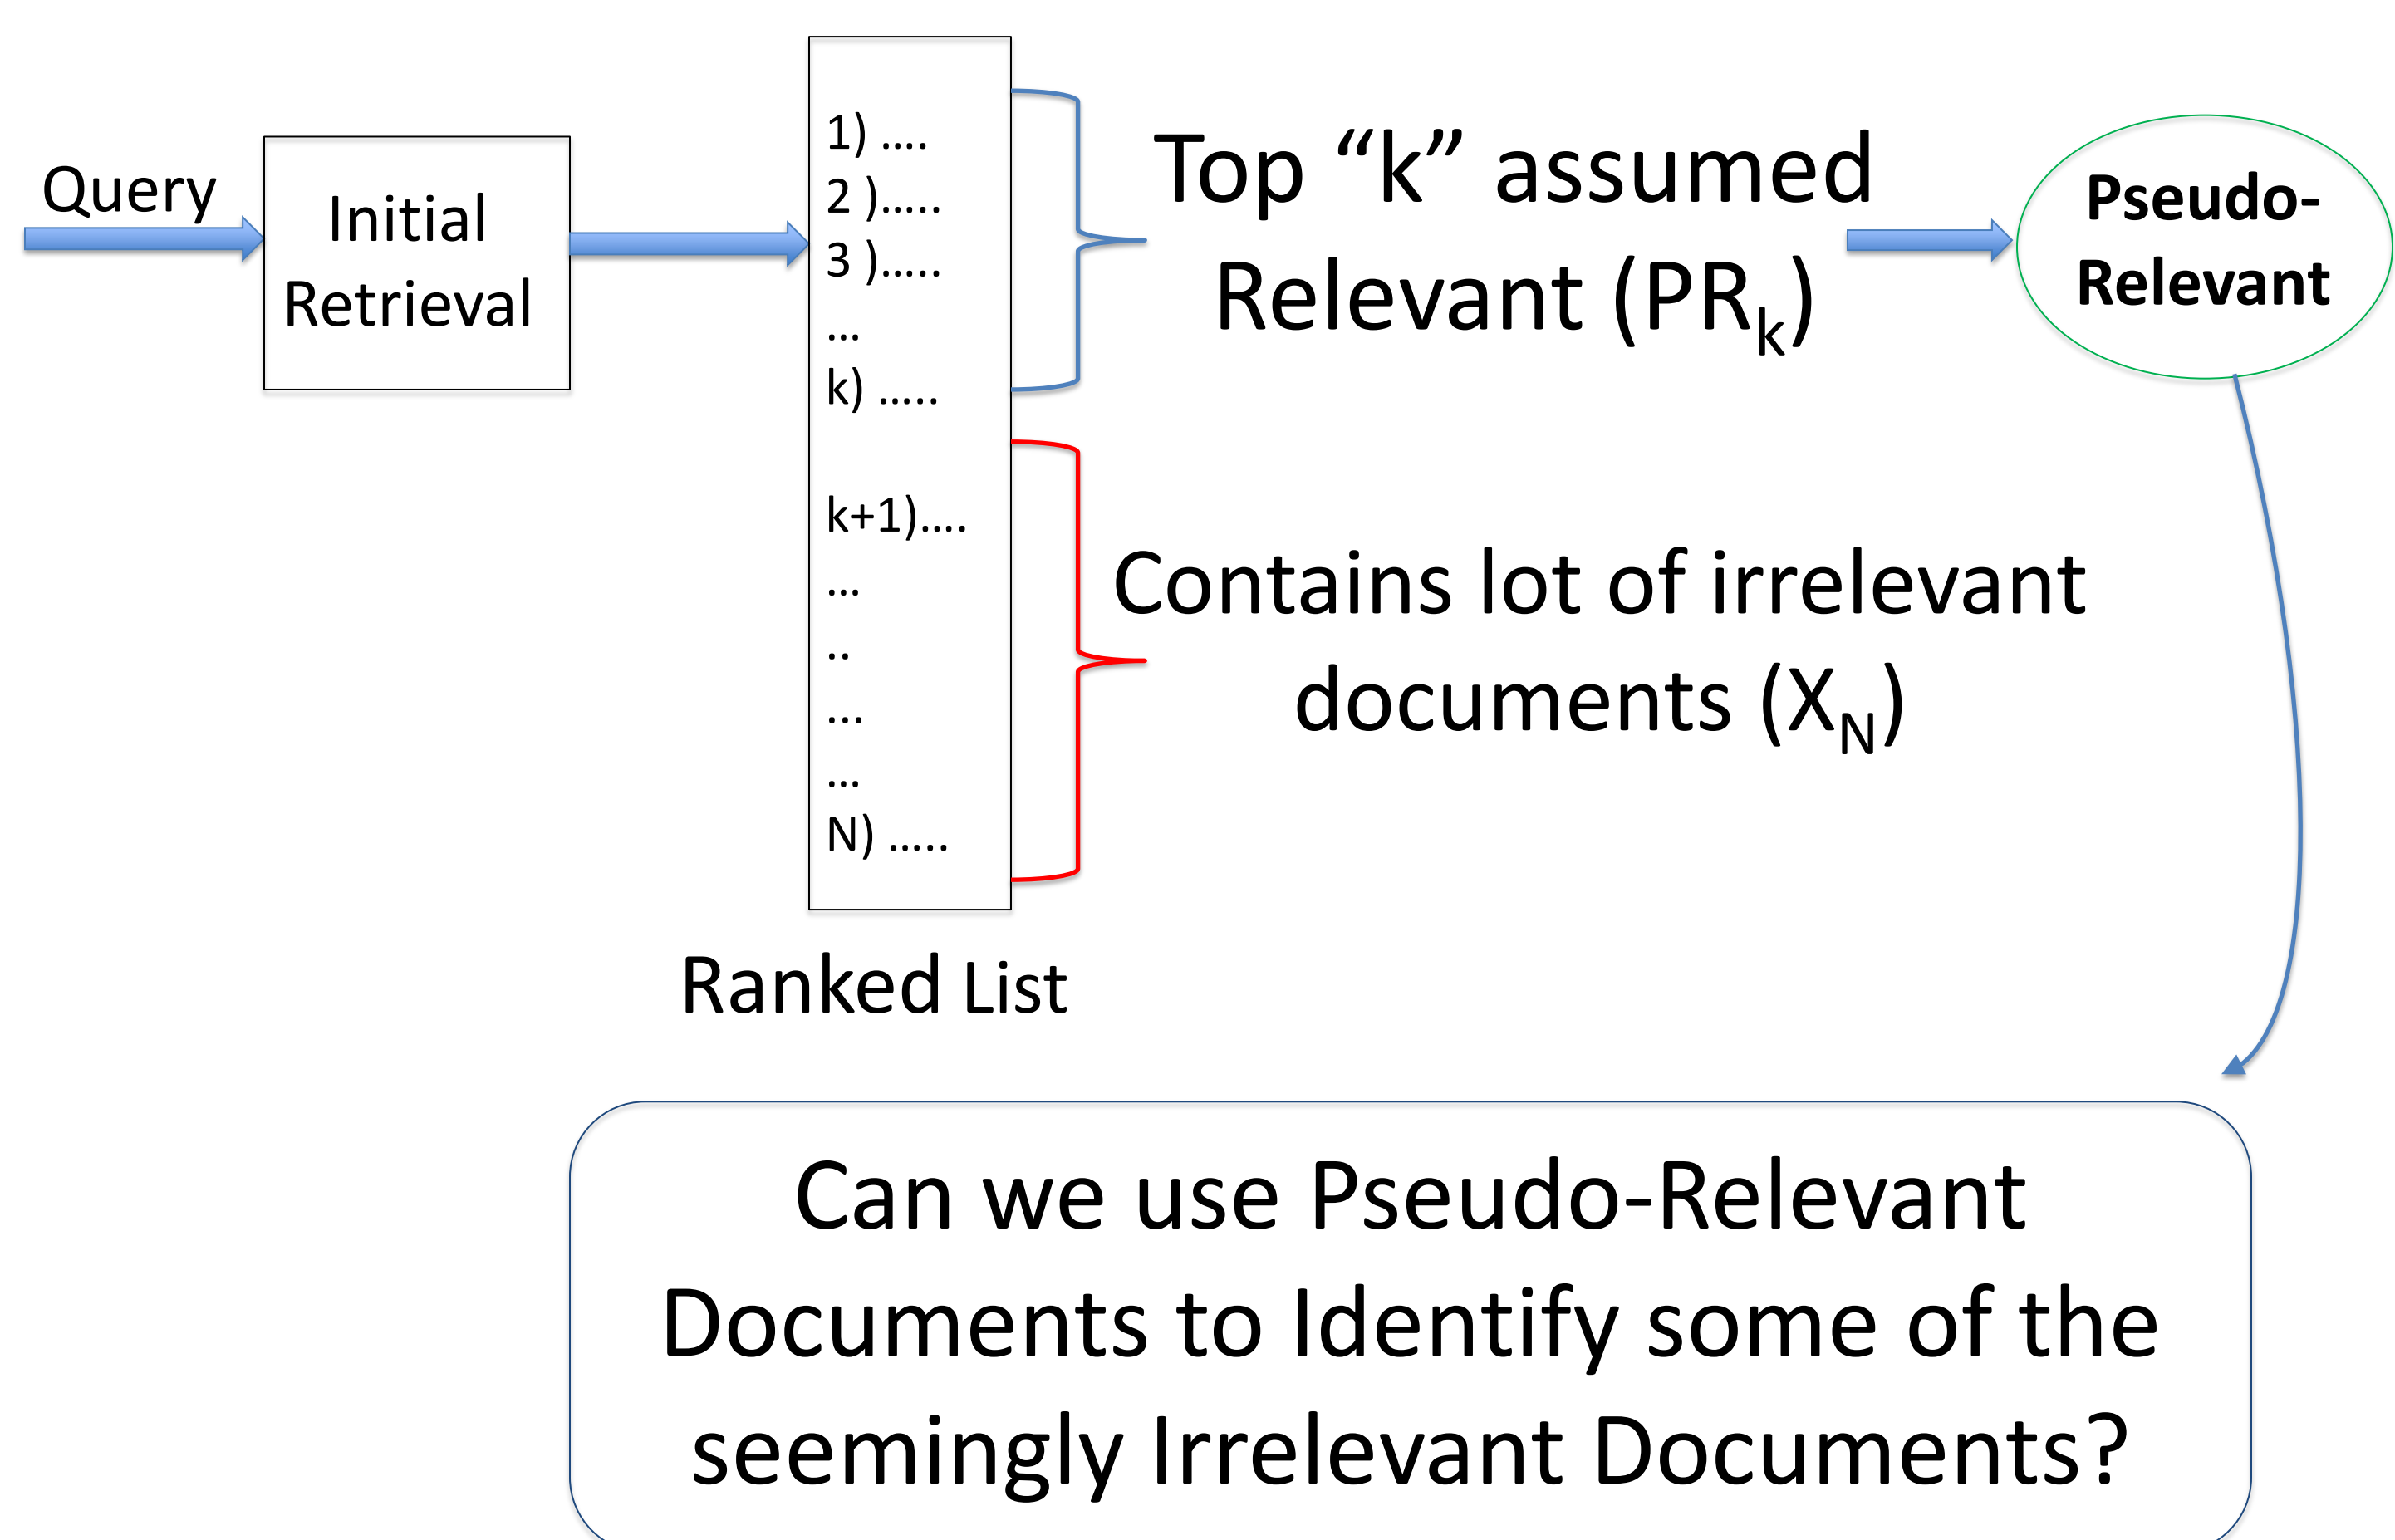 Query
Initial
Retrieval
1) ....
2 ).....
3 ).....
...
k) .....
k+1)....
...
..
...
...
N) .....
Ranked List
Top “k” assumed
Relevant (PRk)
Contains lot of irrelevant
documents (XN)
Pseudo-
Relevant
Can we use Pseudo-Relevant
Documents to Identify some of the
seemingly Irrelevant Documents?